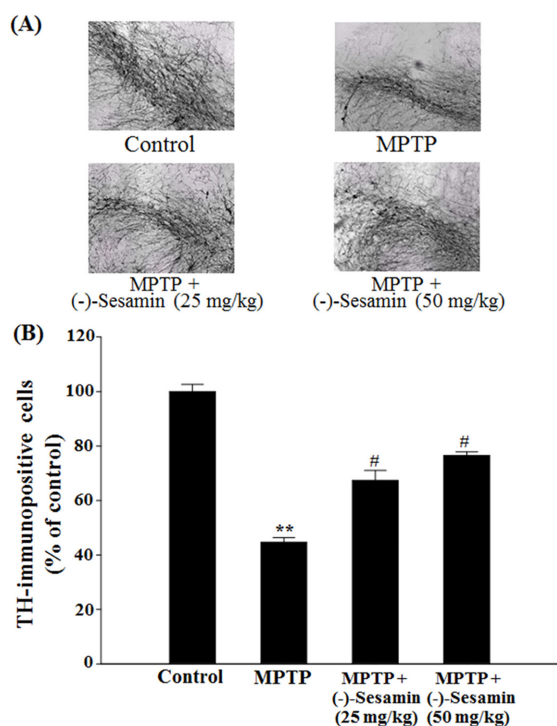 (A)
Control
MPTP
MPTP +
(-)-Sesamin (25 mg/kg)
MPTP +
(-)-Sesamin (50 mg/kg)
(B)
TH-immunopositive cells
(% of control)
120
100
80
60
40
20
0
**
#
#
Control
MPTP
MPTP +
(-)-Sesamin
(25 mg/kg)
MPTP +
(-)-Sesamin
(50 mg/kg)